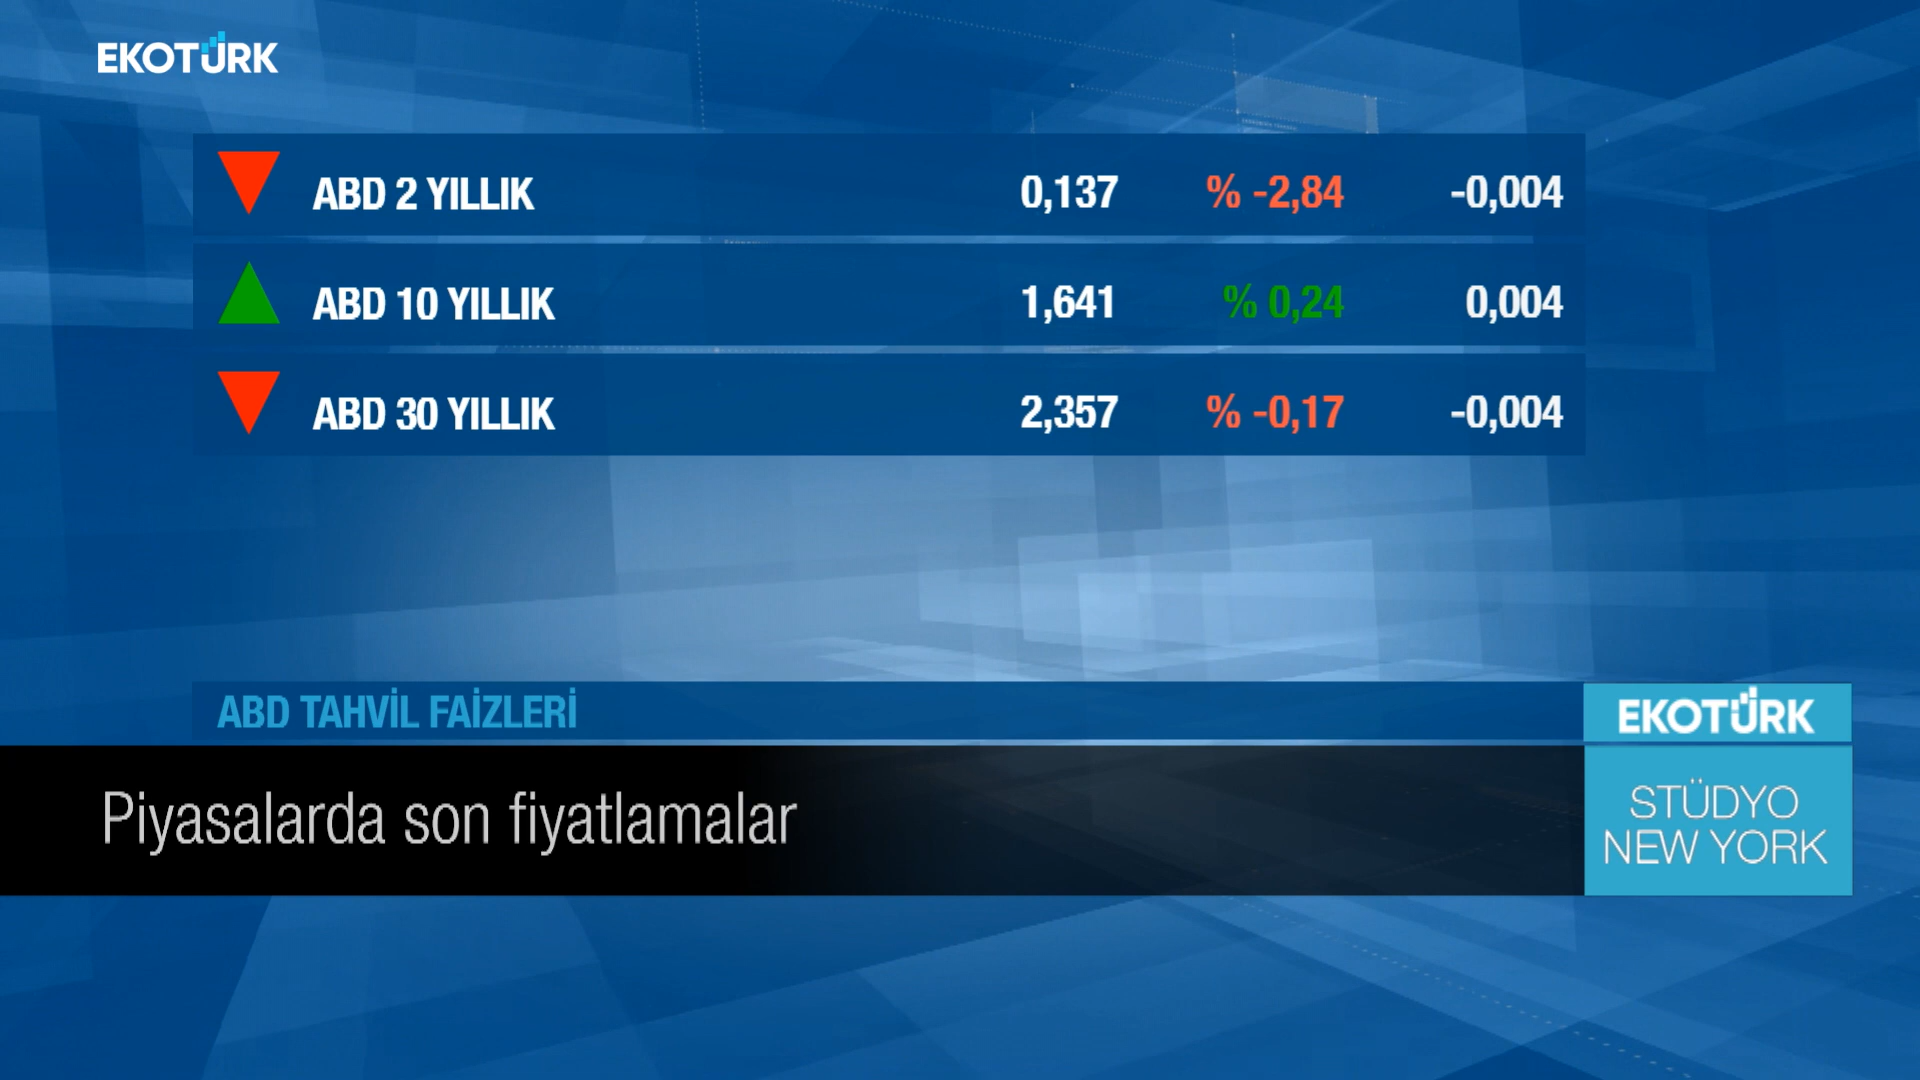 EKOTÜRK
ABD 2 YILLIK 0,137 % -2,84 -0,004
ABD 10 YILLIK 1,641 % 0,24 0,004
ABD 30 YILLIK 2,357 % -0,17 -0,004
ABD TAHVİL FAİZLERİ
EKOTÜRK
Piyasalarda son fiyatlamalar
STÜDYO
NEW YORK